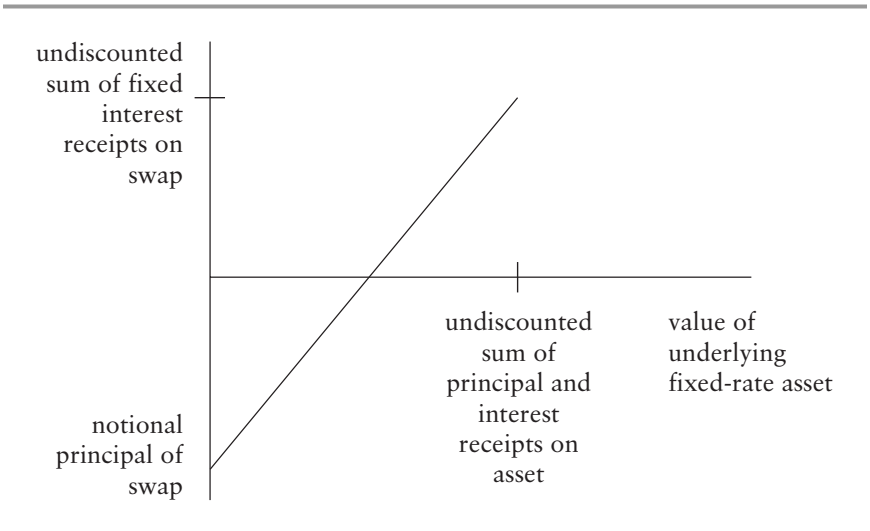 undiscounted
sum of fixed
interest
receipts on
swap
undiscounted
sum of
principal and
interest
receipts on
asset
value of
underlying
fixed-rate asset
notional
principal of
swap